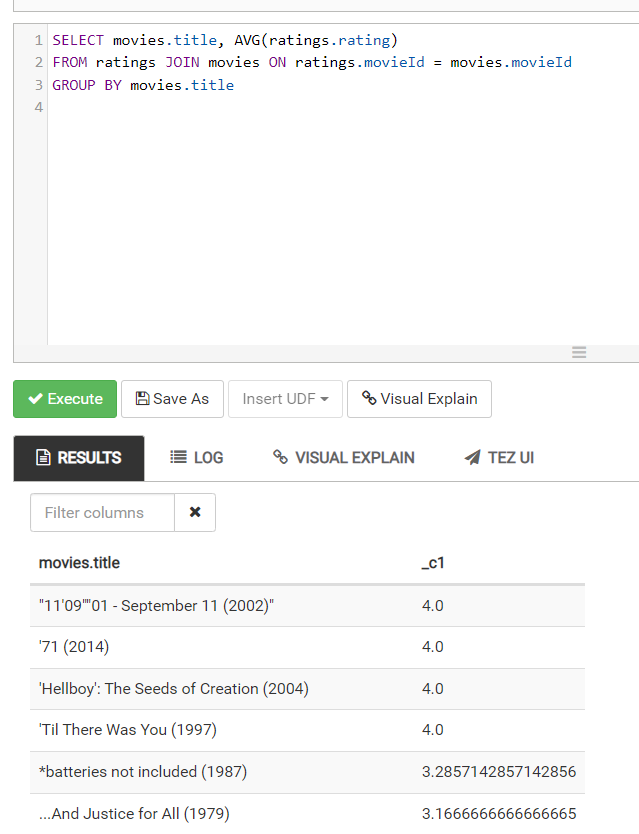 1 SELECT movies.title, AVG(ratings.rating)
2 FROM ratings JOIN movies ON ratings.movieId = movies.movieId
3 GROUP BY movies.title
4
Execute Save As Insert UDF Visual Explain
RESULTS LOG VISUAL EXPLAIN TEZ UI
Filter columns
movies.title _c1
"11'09""01 - September 11 (2002)" 4.0
'71 (2014) 4.0
'Hellboy': The Seeds of Creation (2004) 4.0
'Til There Was You (1997) 4.0
*batteries not included (1987) 3.2857142857142856
...And Justice for All (1979) 3.1666666666666665